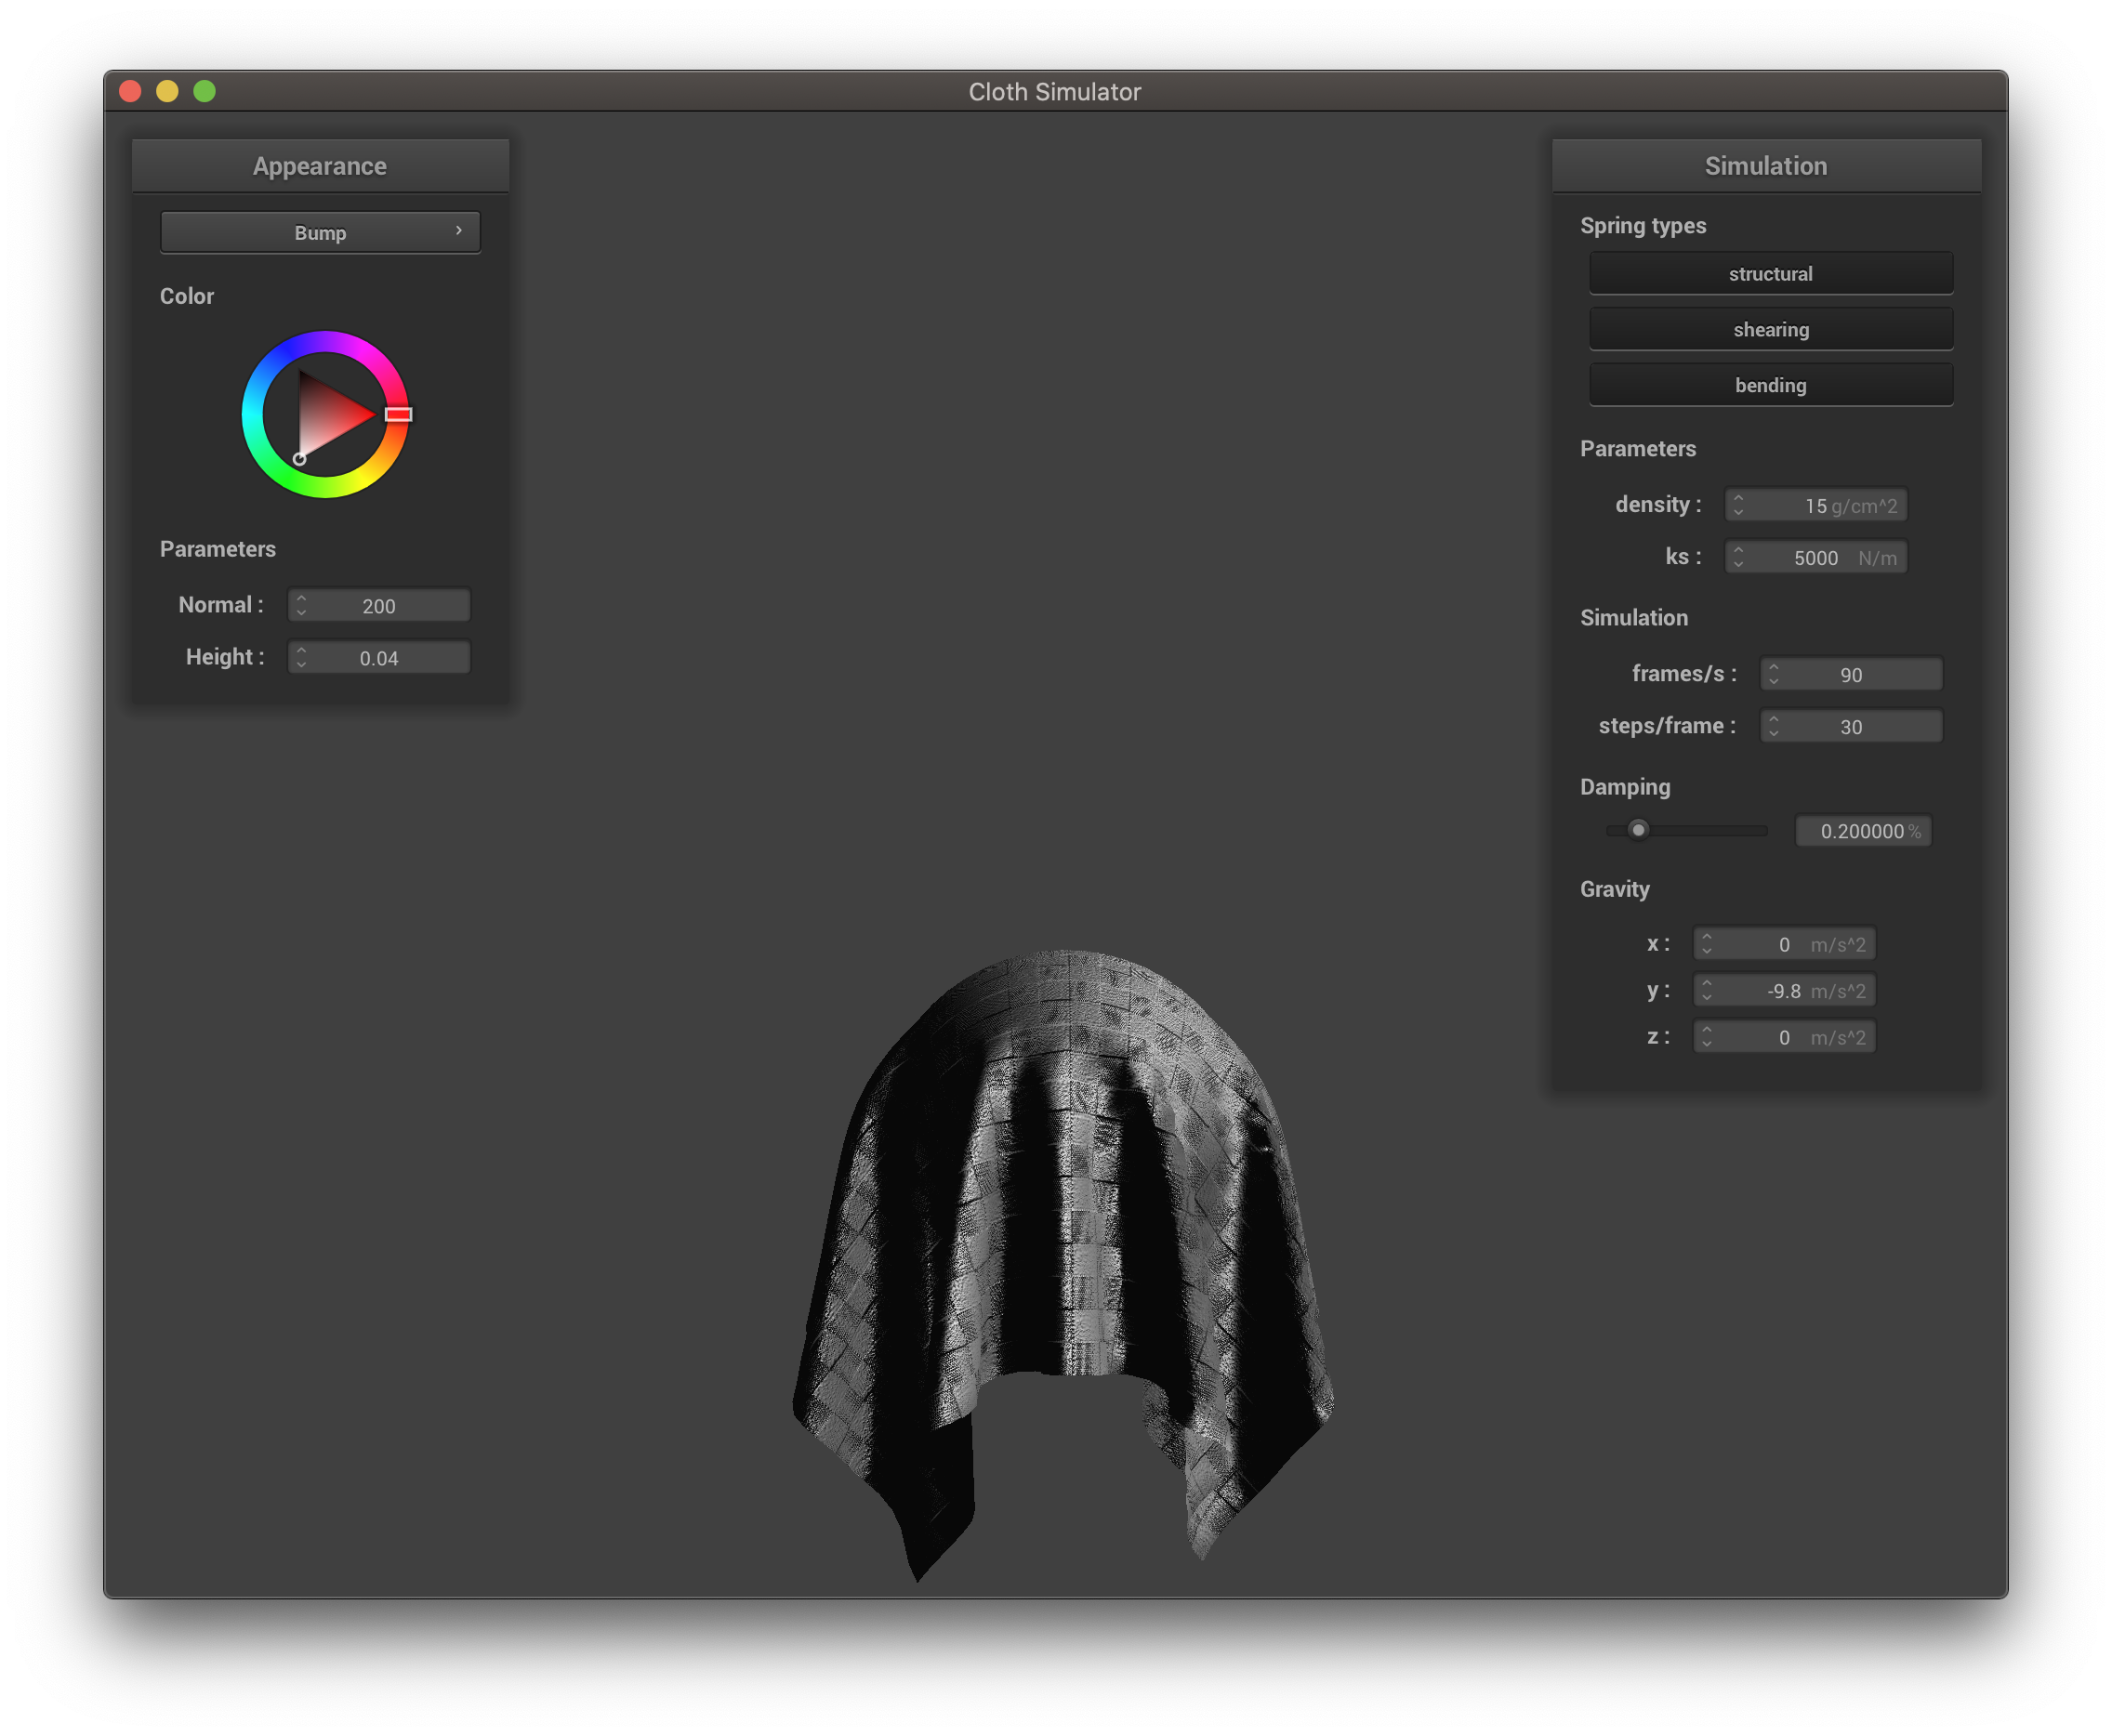 Cloth Simulator
Appearance
Bump
Color
Parameters
Normal : 200
Height : 0.04
Simulation
Spring types
structural
shearing
bending
Parameters
density : 15 g/cm^2
ks : 5000 N/m
Simulation
frames/s : 90
steps/frame : 30
Damping
0.200000 %
Gravity
x : 0 m/s^2
y : -9.8 m/s^2
z : 0 m/s^2